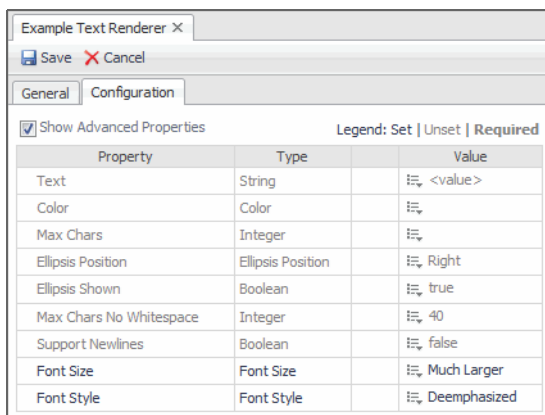 Example Text Renderer ×
Save Cancel
General Configuration
Show Advanced Properties Legend: Set | Unset | Required
Property Type Value
Text String <value>
Color Color
Max Chars Integer
Ellipsis Position Ellipsis Position Right
Ellipsis Shown Boolean true
Max Chars No Whitespace Integer 40
Support Newlines Boolean false
Font Size Font Size Much Larger
Font Style Font Style Deemphasized